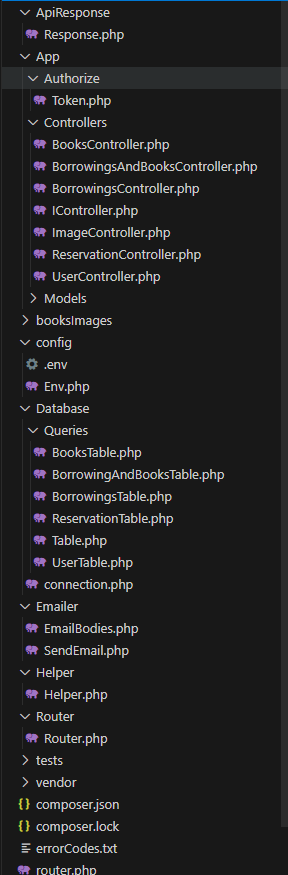 ApiResponse
Response.php
App
Authorize
Token.php
Controllers
BooksController.php
BorrowingsAndBooksController.php
BorrowingsController.php
IController.php
ImageController.php
ReservationController.php
UserController.php
Models
booksImages
config
.env
Env.php
Database
Queries
BooksTable.php
BorrowingAndBooksTable.php
BorrowingsTable.php
ReservationTable.php
Table.php
UserTable.php
connection.php
Emailer
EmailBodies.php
SendEmail.php
Helper
Helper.php
Router
Router.php
tests
vendor
composer.json
composer.lock
errorCodes.txt
router.php